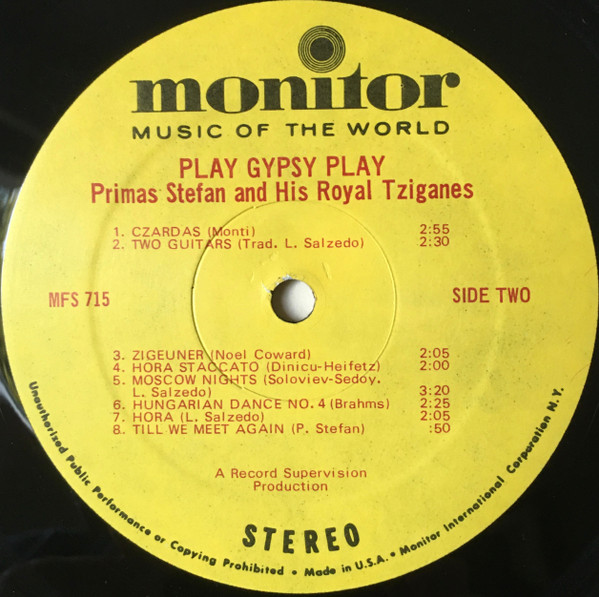 monitor
MUSIC OF THE WORLD
PLAY GYPSY PLAY
Primas Stefan and His Royal Tziganes
1. CZARDAS (Monti) 2:55
2. TWO GUITARS (Trad. L. Salzedo) 2:30
MFS 715
SIDE TWO
3. ZIGEUNER (Noel Coward) 2:05
4. HORA STACCATO (Dinicu-Heifetz) 2:00
5. MOSCOW NIGHTS (Soloviev-Sedoy.
L. Salzedo) 3:20
6. HUNGARIAN DANCE NO. 4 (Brahms) 2:25
7. HORA (L. Salzedo) 2:05
8. TILL WE MEET AGAIN (P. Stefan) :50
A Record Supervision
Production
STEREO
Unauthorized Public Performance or Copying Prohibited • Made in U.S.A. • Monitor International Corporation N.Y.